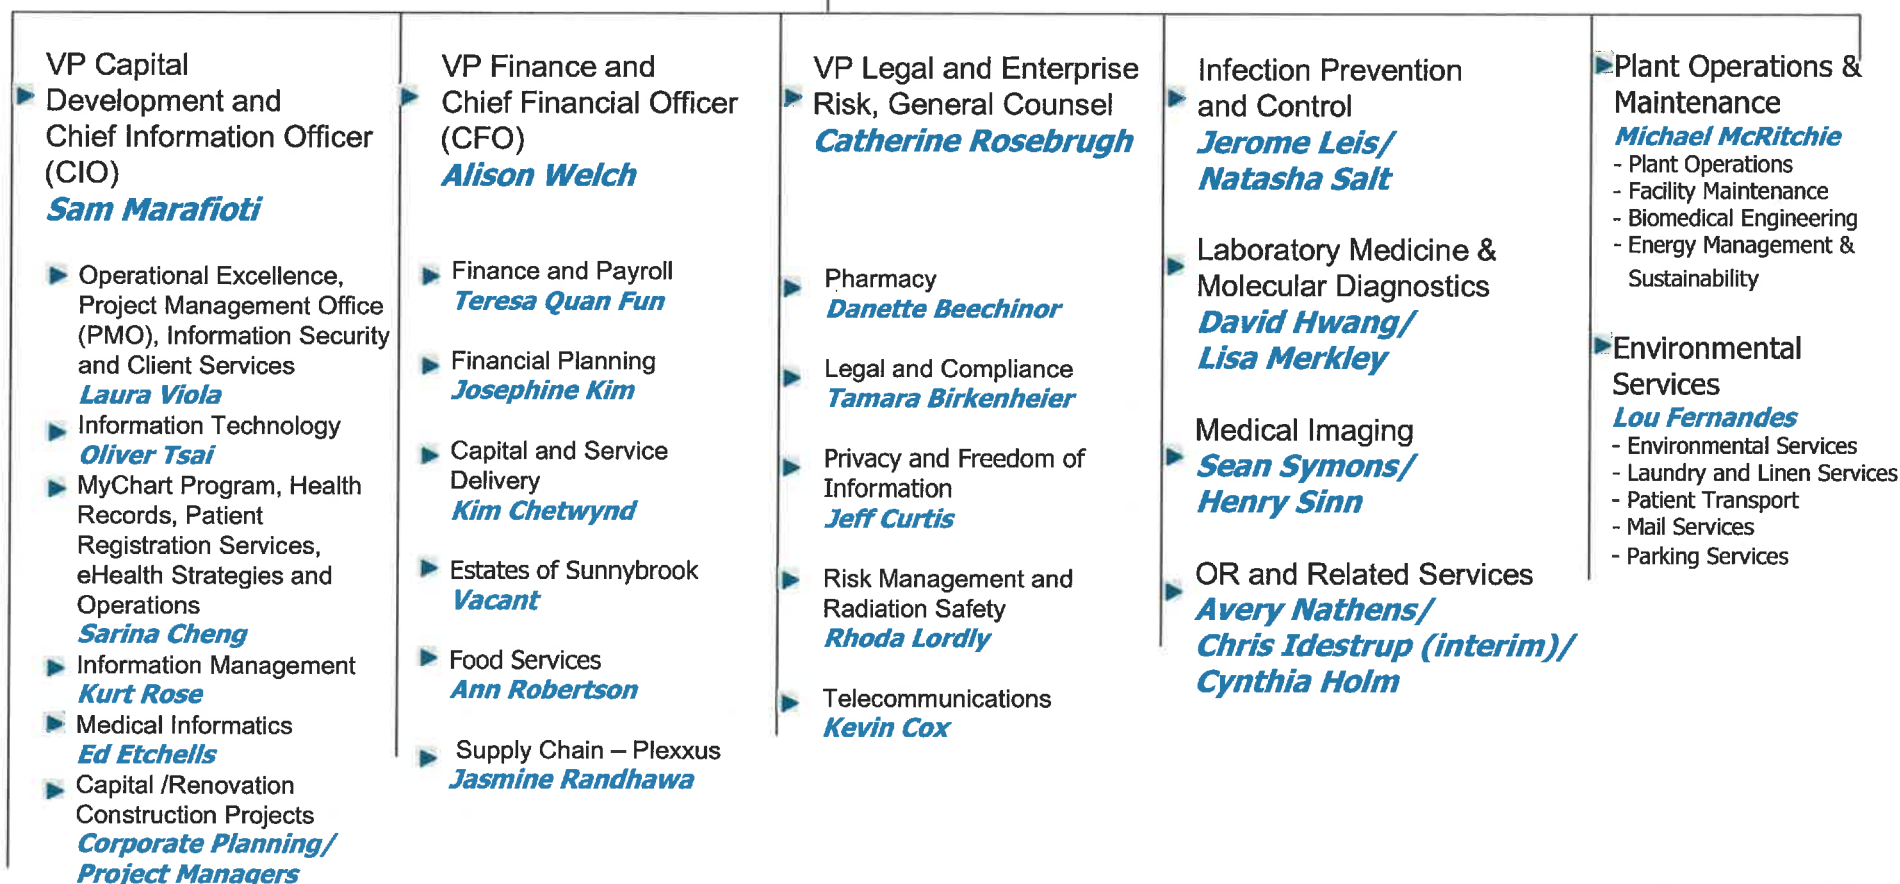 VP Capital
Development and
Chief Information Officer
(CIO)
Sam Marafioti
Operational Excellence,
Project Management Office
(PMO), Information Security
and Client Services
Laura Viola
Information Technology
Oliver Tsai
MyChart Program, Health
Records, Patient
Registration Services,
eHealth Strategies and
Operations
Sarina Cheng
Information Management
Kurt Rose
Medical Informatics
Ed Etchells
Capital /Renovation
Construction Projects
Corporate Planning/
Project Managers
VP Finance and
Chief Financial Officer
(CFO)
Alison Welch
Finance and Payroll
Teresa Quan Fun
Financial Planning
Josephine Kim
Capital and Service
Delivery
Kim Chetwynd
Estates of Sunnybrook
Vacant
Food Services
Ann Robertson
Supply Chain – Plexxus
Jasmine Randhawa
VP Legal and Enterprise
Risk, General Counsel
Catherine Rosebrugh
Pharmacy
Danette Beechinor
Legal and Compliance
Tamara Birkenheier
Privacy and Freedom of
Information
Jeff Curtis
Risk Management and
Radiation Safety
Rhoda Lordly
Telecommunications
Kevin Cox
Infection Prevention
and Control
Jerome Leis/
Natasha Salt
Laboratory Medicine &
Molecular Diagnostics
David Hwang/
Lisa Merkley
Medical Imaging
Sean Symons/
Henry Sinn
OR and Related Services
Avery Nathens/
Chris Idestrup (interim)/
Cynthia Holm
Plant Operations &
Maintenance
Michael McRitchie
- Plant Operations
- Facility Maintenance
- Biomedical Engineering
- Energy Management &
Sustainability
Environmental
Services
Lou Fernandes
- Environmental Services
- Laundry and Linen Services
- Patient Transport
- Mail Services
- Parking Services